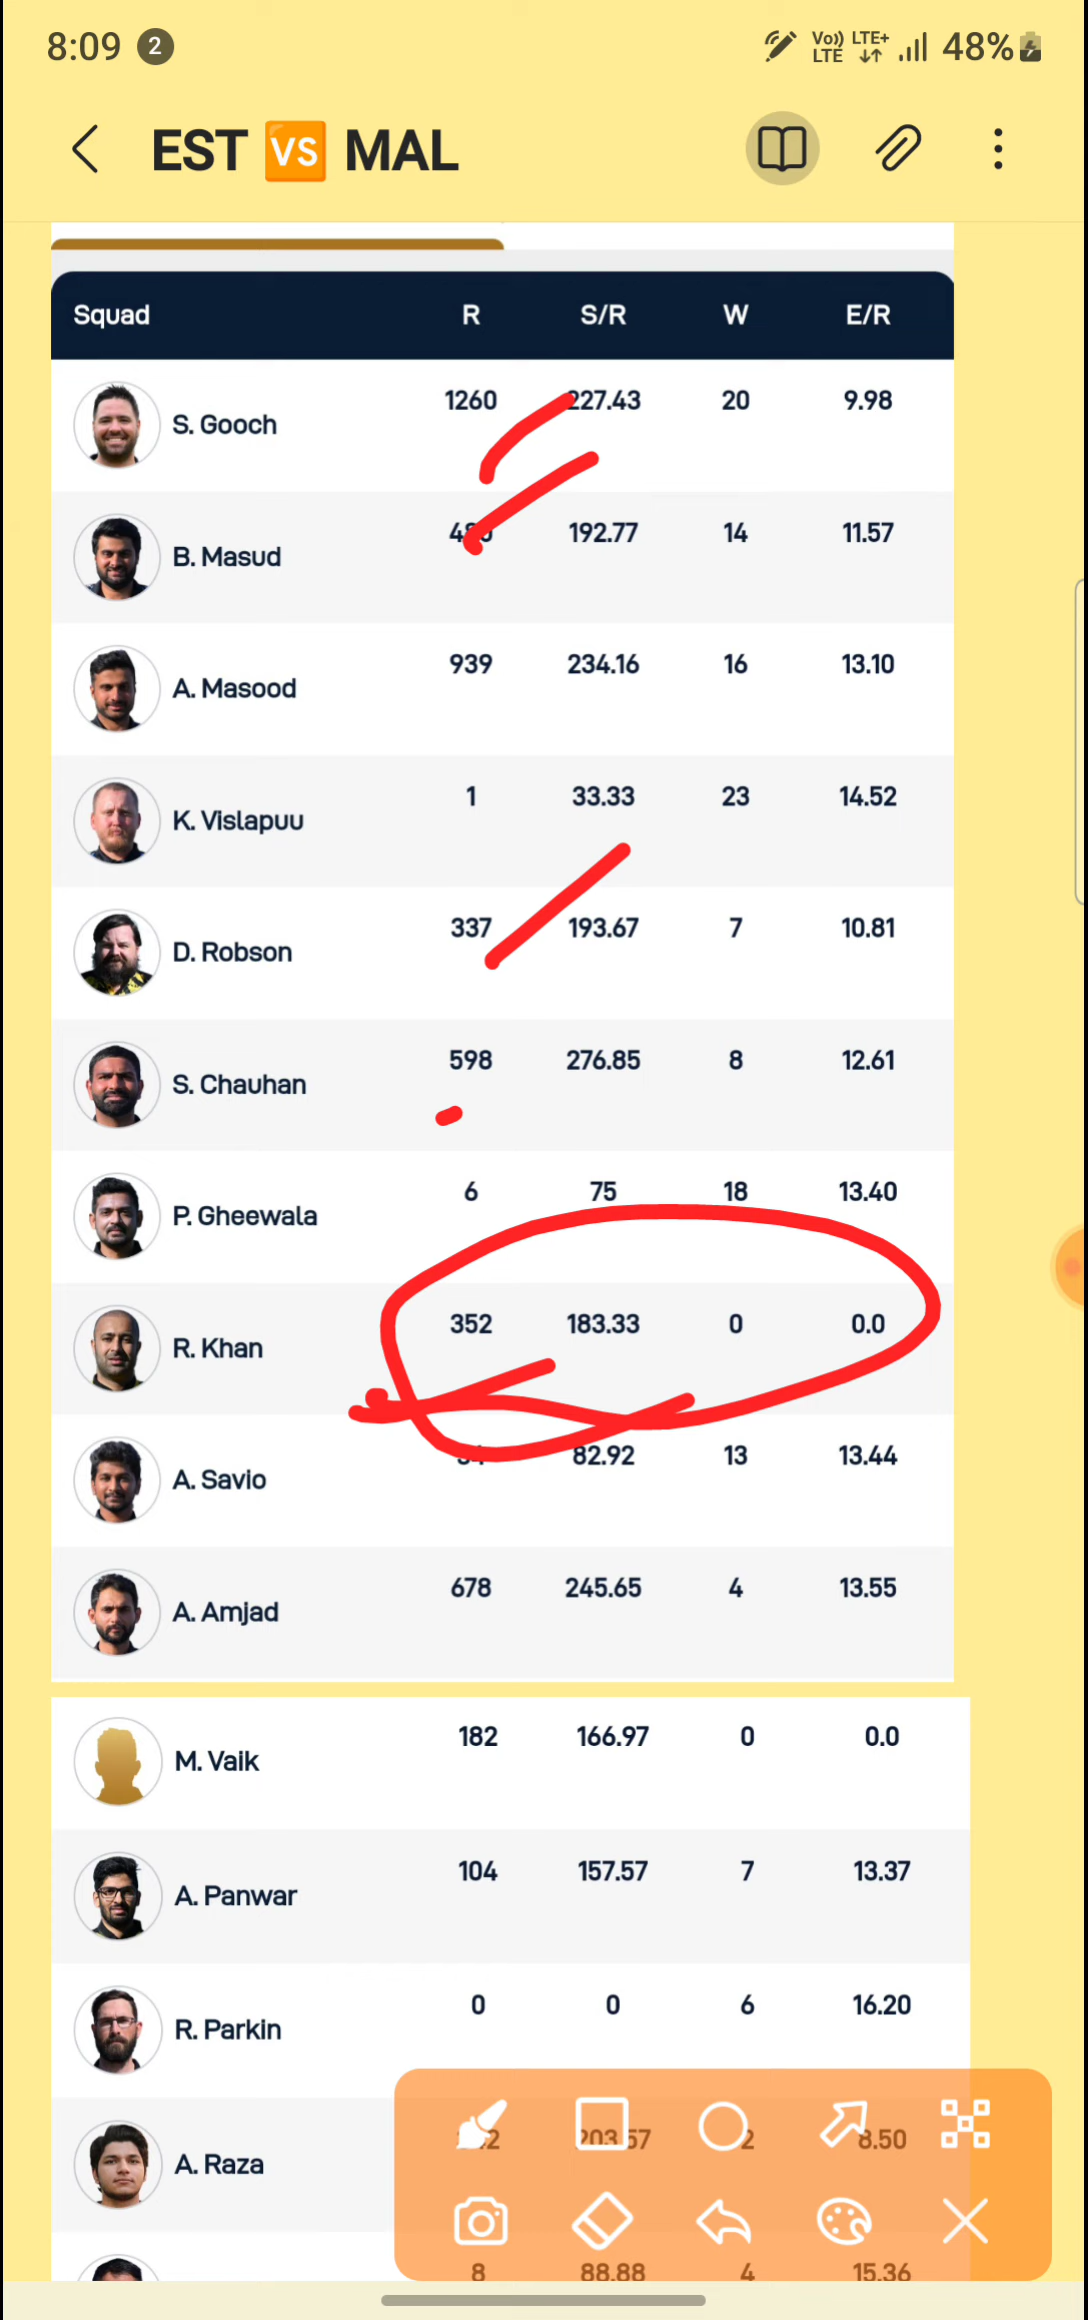 8:09 2 Vo)) LTE LTE+ 48%
EST VS MAL
Squad R S/R W E/R
S. Gooch 1260 227.43 20 9.98
B. Masud 192.77 14 11.57
A. Masood 939 234.16 16 13.10
K. Vislapuu 1 33.33 23 14.52
D. Robson 337 193.67 7 10.81
S. Chauhan 598 276.85 8 12.61
P. Gheewala 6 75 18 13.40
R. Khan 352 183.33 0 0.0
A. Savio 82.92 13 13.44
A. Amjad 678 245.65 4 13.55
M. Vaik 182 166.97 0 0.0
A. Panwar 104 157.57 7 13.37
R. Parkin 0 0 6 16.20
A. Raza 203.57 2 8.50
8 88.88 4 15.36